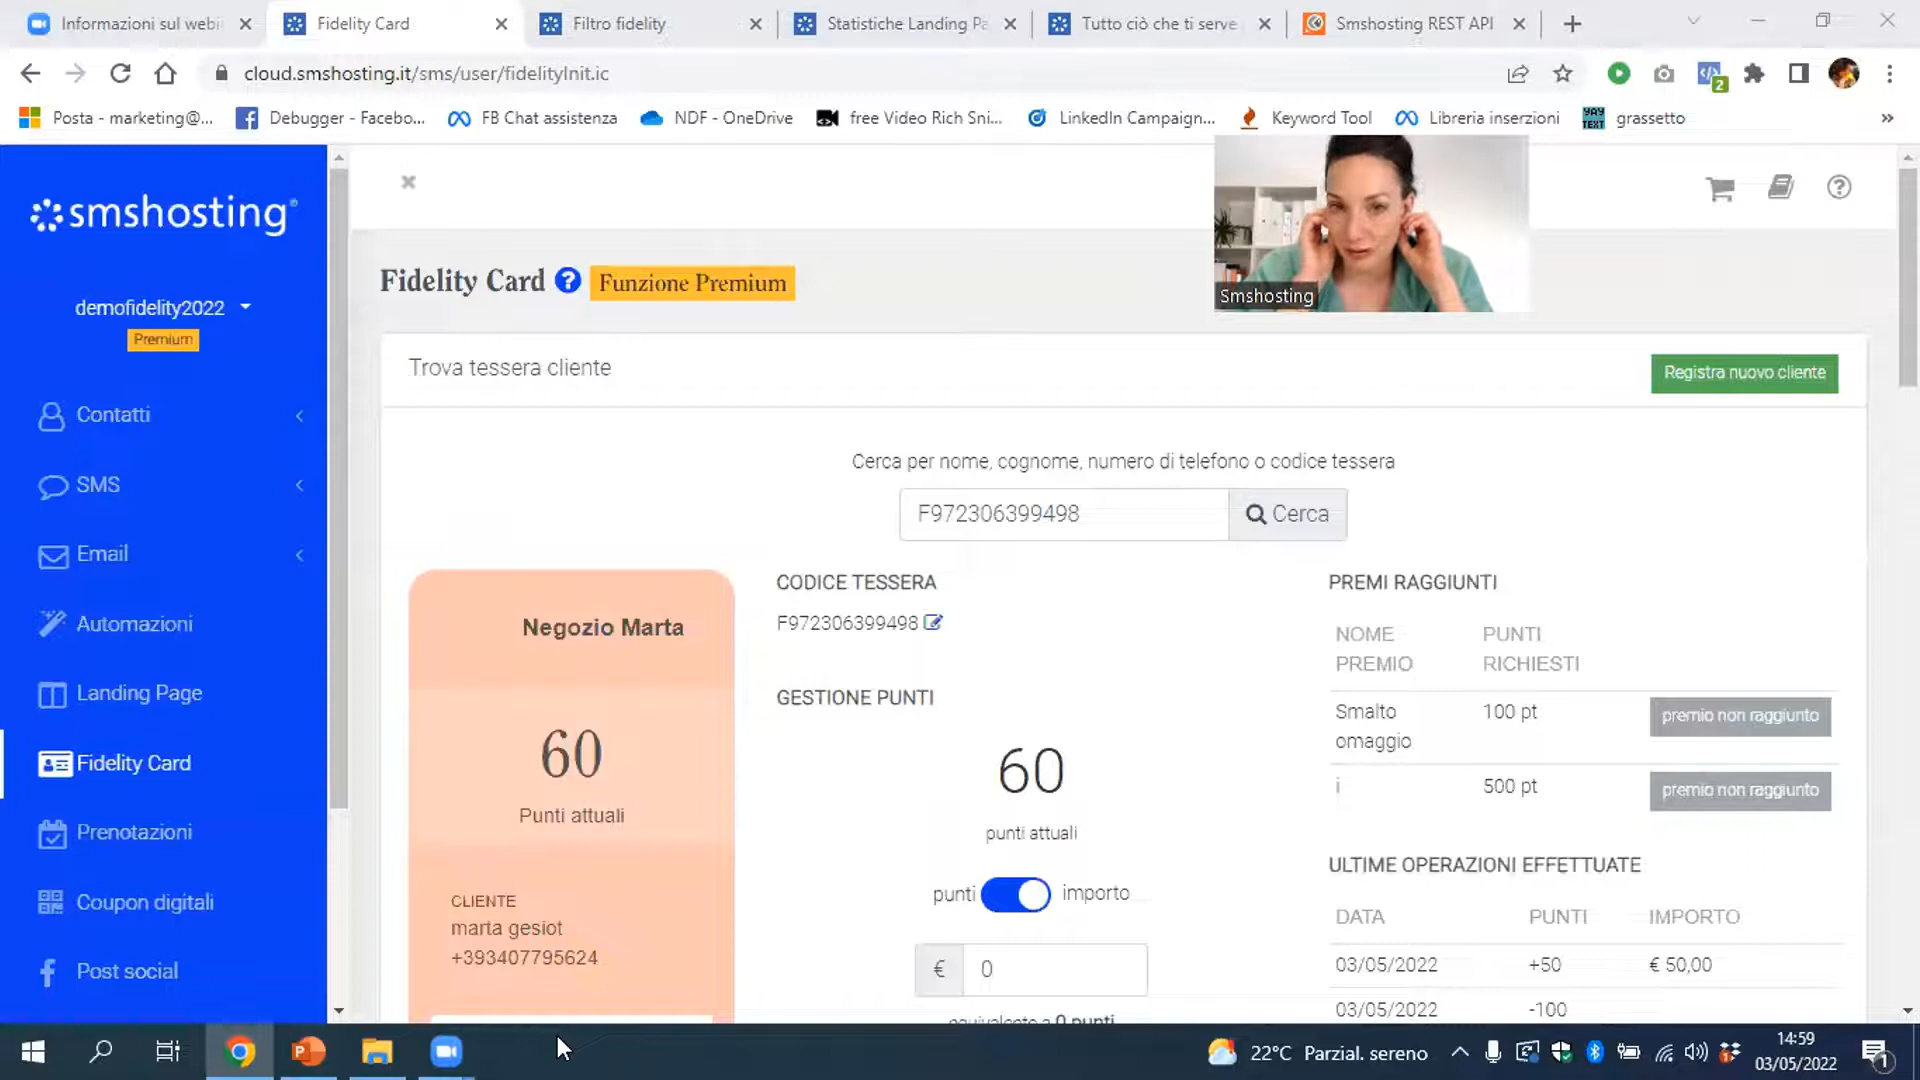 Informazioni sul webi
Fidelity Card
Filtro fidelity
Statistiche Landing Pa
Tutto ciò che ti serve
Smshosting REST API
cloud.smshosting.it/sms/user/fidelityInit.ic
2
Posta - marketing@...
Debugger - Facebo...
FB Chat assistenza
NDF - OneDrive
free Video Rich Sni...
LinkedIn Campaign...
Keyword Tool
Libreria inserzioni
YAY TEXT
grassetto
»
smshosting®
demofidelity2022
Premium
Contatti
SMS
Email
Automazioni
Landing Page
Fidelity Card
Prenotazioni
Coupon digitali
Post social
Fidelity Card ? Funzione Premium
Smshosting
Trova tessera cliente
Registra nuovo cliente
Cerca per nome, cognome, numero di telefono o codice tessera
F972306399498
Cerca
Negozio Marta
60
Punti attuali
CLIENTE
marta gesiot
+393407795624
CODICE TESSERA
F972306399498
GESTIONE PUNTI
60
punti attuali
punti importo
€ 0
equivalente a 0 punti
PREMI RAGGIUNTI
NOME PREMIO PUNTI RICHIESTI
Smalto omaggio 100 pt premio non raggiunto
i 500 pt premio non raggiunto
ULTIME OPERAZIONI EFFETTUATE
DATA PUNTI IMPORTO
03/05/2022 +50 € 50,00
03/05/2022 -100
22°C Parzial. sereno
14:59
03/05/2022
1